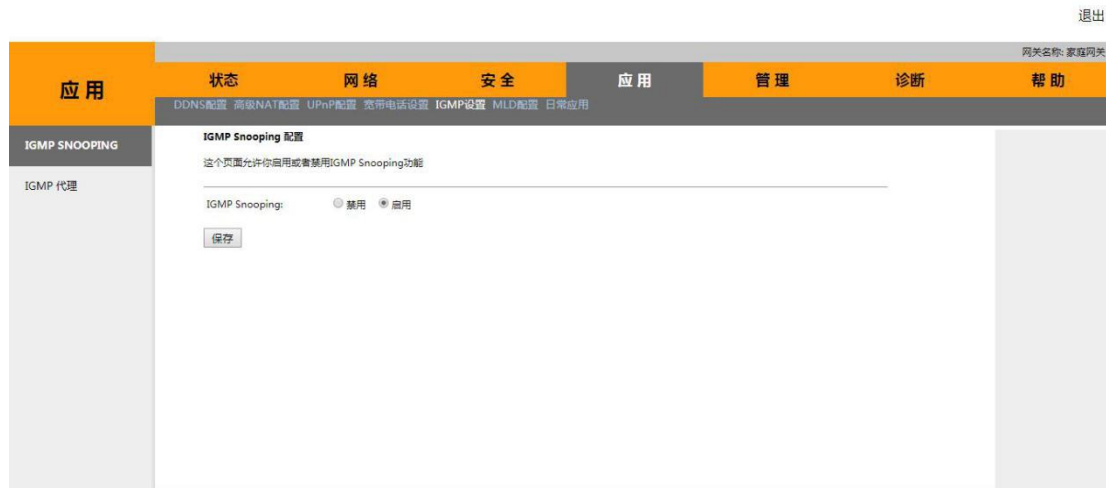 退出
网关名称: 家庭网关
应 用
状态 网 络 安 全 应 用 管 理 诊断 帮 助
DDNS配置 高级NAT配置 UPnP配置 宽带电话设置 IGMP设置 MLD配置 日常应用
IGMP SNOOPING
IGMP 代理
IGMP Snooping 配置
这个页面允许你启用或者禁用IGMP Snooping功能
IGMP Snooping: 禁用 启用
保存